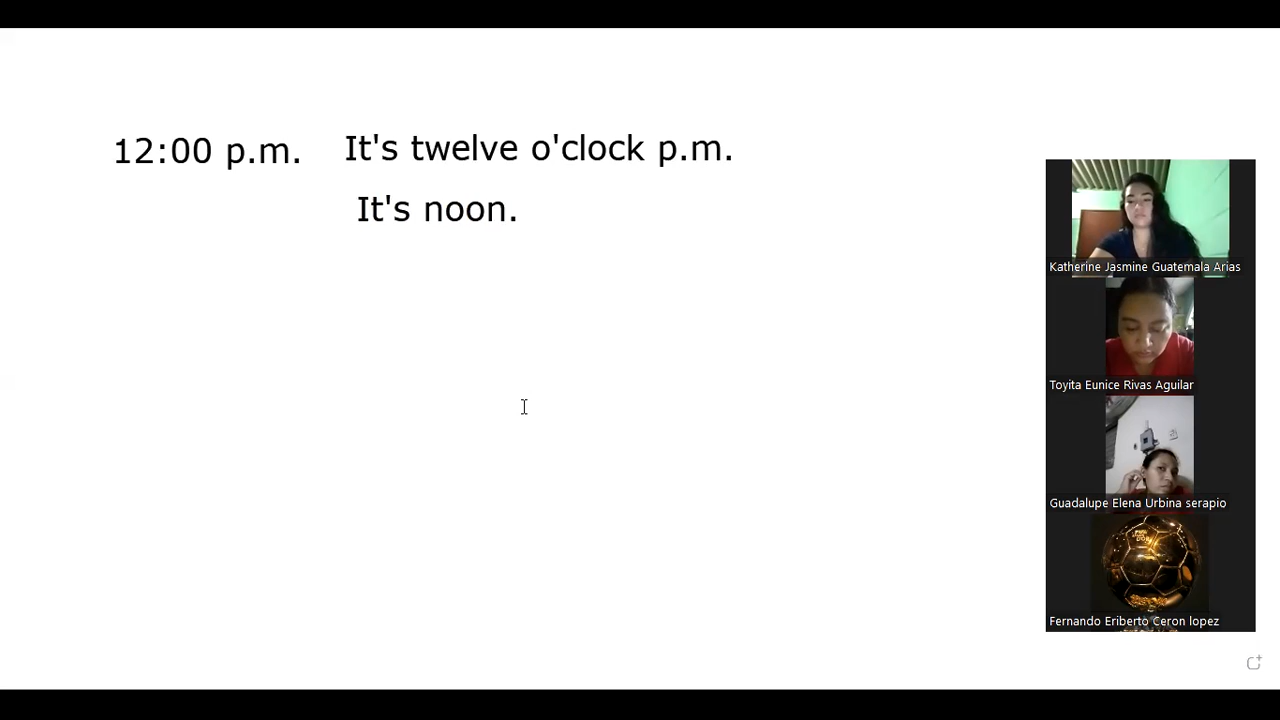 12:00 p.m. It's twelve o'clock p.m.
It's noon.
Katherine Jasmine Guatemala Arias
Toyita Eunice Rivas Aguilar
Guadalupe Elena Urbina serapio
Fernando Eriberto Ceron lopez